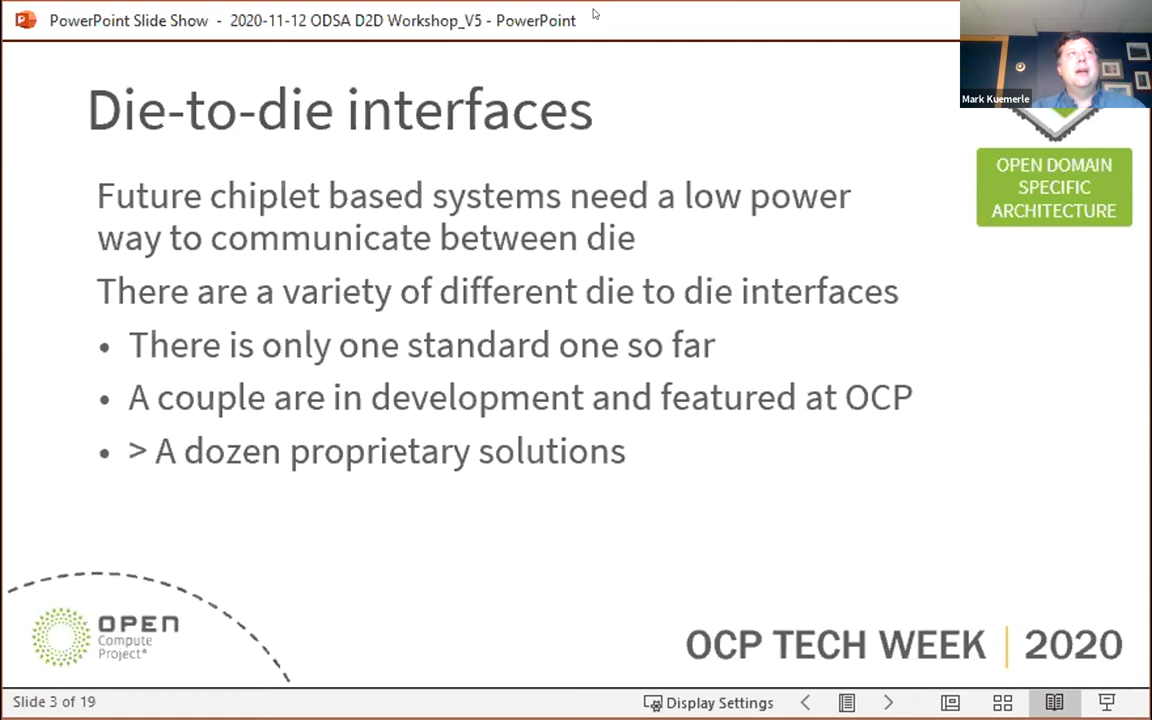 PowerPoint Slide Show - 2020-11-12 ODSA D2D Workshop_V5 - PowerPoint
Mark Kuemerle
Die-to-die interfaces
OPEN DOMAIN
SPECIFIC
ARCHITECTURE
Future chiplet based systems need a low power
way to communicate between die
There are a variety of different die to die interfaces
• There is only one standard one so far
• A couple are in development and featured at OCP
• > A dozen proprietary solutions
OPEN
Compute
Project®
OCP TECH WEEK | 2020
Slide 3 of 19
Display Settings